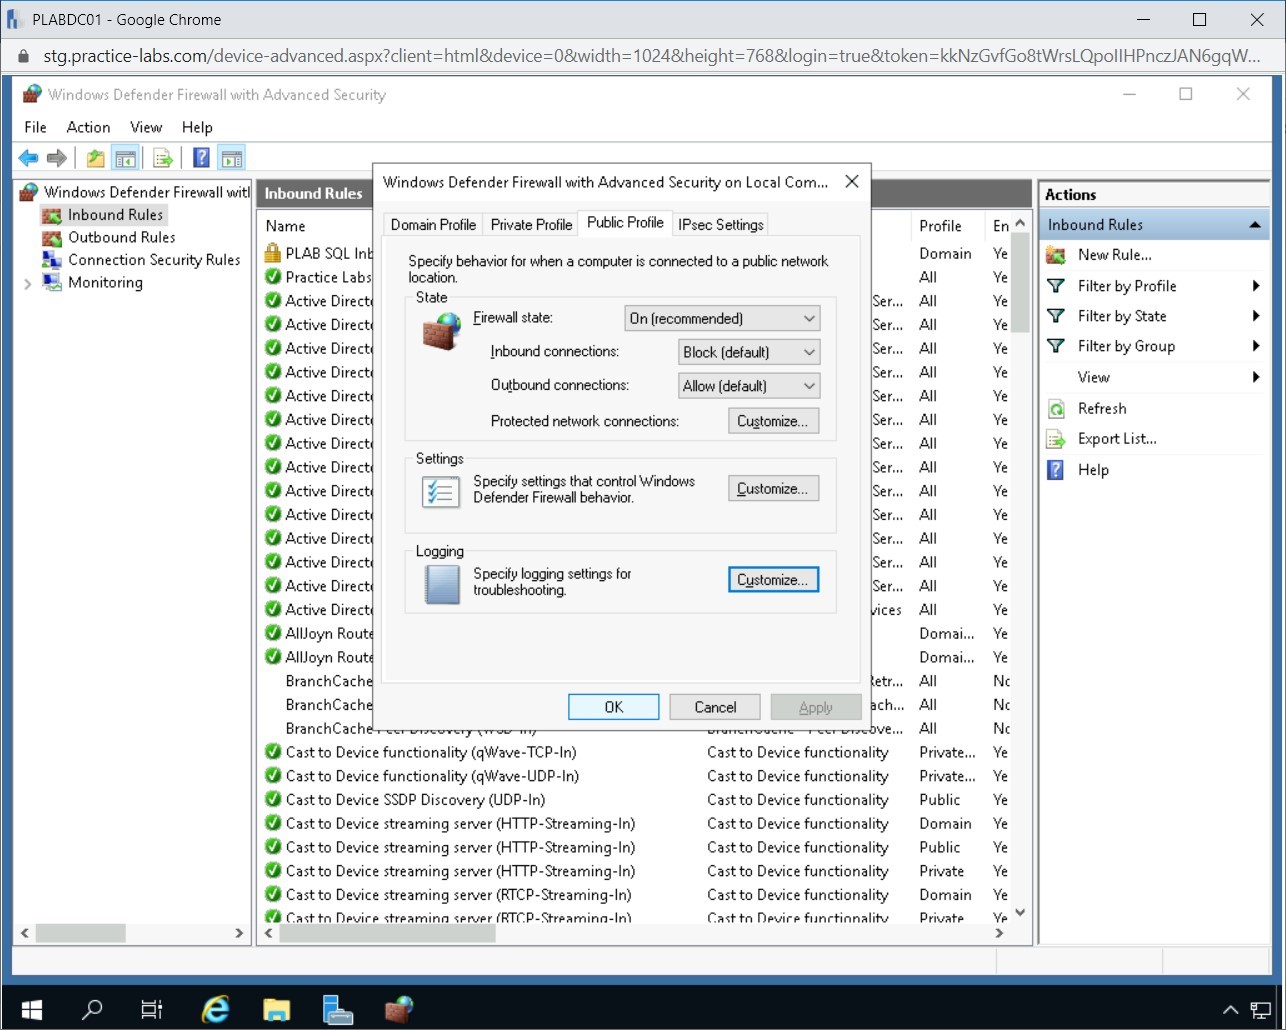 PLABDC01 - Google Chrome
stg.practice-labs.com/device-advanced.aspx?client=html&device=0&width=1024&height=768&login=true&token=kkNzGvfGo8tWrsLQpoIIHPnczJAN6gqW...
Windows Defender Firewall with Advanced Security
File Action View Help
Windows Defender Firewall witl
Inbound Rules
Outbound Rules
Connection Security Rules
Monitoring
Inbound Rules
Name Profile En
PLAB SQL Inb Domain Ye
Practice Labs All Ye
Active Directo Ser... All Ye
Active Directo Ser... All Ye
Active Directo Ser... All Ye
Active Directo Ser... All Ye
Active Directo Ser... All Ye
Active Directo Ser... All Ye
Active Directo Ser... All Ye
Active Directo Ser... All Ye
Active Directo Ser... All Ye
Active Directo Ser... All Ye
Active Directo Ser... All Ye
Active Directo Ser... All Ye
Active Directo Ser... All Ye
Active Directo vices All Ye
AllJoyn Route Domai... Ye
AllJoyn Route Domai... Ye
BranchCache Retr... All No
BranchCache ach... All No
BranchCache Peer Discovery (WSD-In) BranchCache - Peer Discove... All No
Cast to Device functionality (qWave-TCP-In) Cast to Device functionality Private... Ye
Cast to Device functionality (qWave-UDP-In) Cast to Device functionality Private... Ye
Cast to Device SSDP Discovery (UDP-In) Cast to Device functionality Public Ye
Cast to Device streaming server (HTTP-Streaming-In) Cast to Device functionality Domain Ye
Cast to Device streaming server (HTTP-Streaming-In) Cast to Device functionality Public Ye
Cast to Device streaming server (HTTP-Streaming-In) Cast to Device functionality Private Ye
Cast to Device streaming server (RTCP-Streaming-In) Cast to Device functionality Domain Ye
Cast to Device streaming server (RTCP-Streaming-In) Cast to Device functionality Private Ye
Windows Defender Firewall with Advanced Security on Local Com...
Domain Profile Private Profile Public Profile IPsec Settings
Specify behavior for when a computer is connected to a public network
location.
State
Firewall state: On (recommended)
Inbound connections: Block (default)
Outbound connections: Allow (default)
Protected network connections: Customize...
Settings
Specify settings that control Windows
Defender Firewall behavior.
Customize...
Logging
Specify logging settings for
troubleshooting.
Customize...
OK Cancel Apply
Actions
Inbound Rules
New Rule...
Filter by Profile
Filter by State
Filter by Group
View
Refresh
Export List...
Help